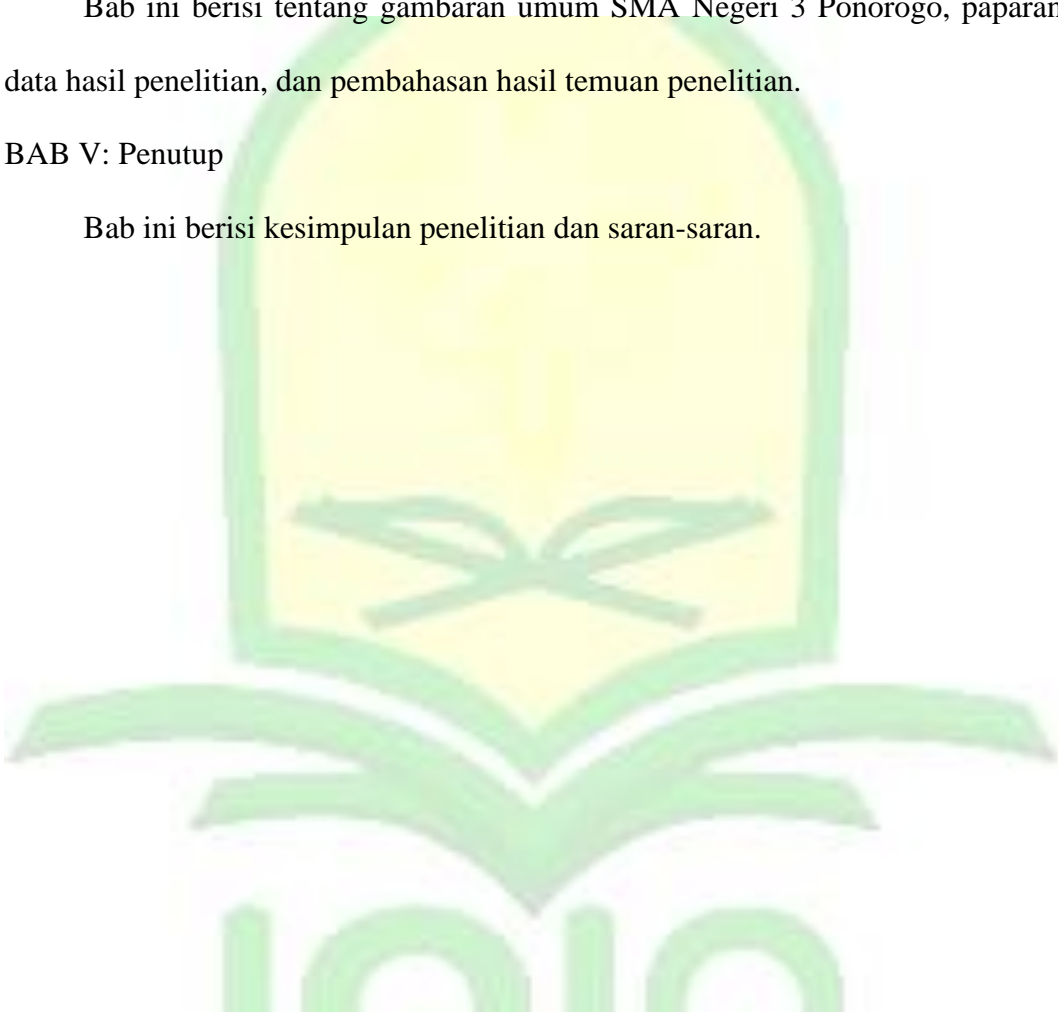 Bab ini berisi tentang gambaran umum SMA Negeri 3 Ponorogo, paparan
data hasil penelitian, dan pembahasan hasil temuan penelitian.
BAB V: Penutup
Bab ini berisi kesimpulan penelitian dan saran-saran.